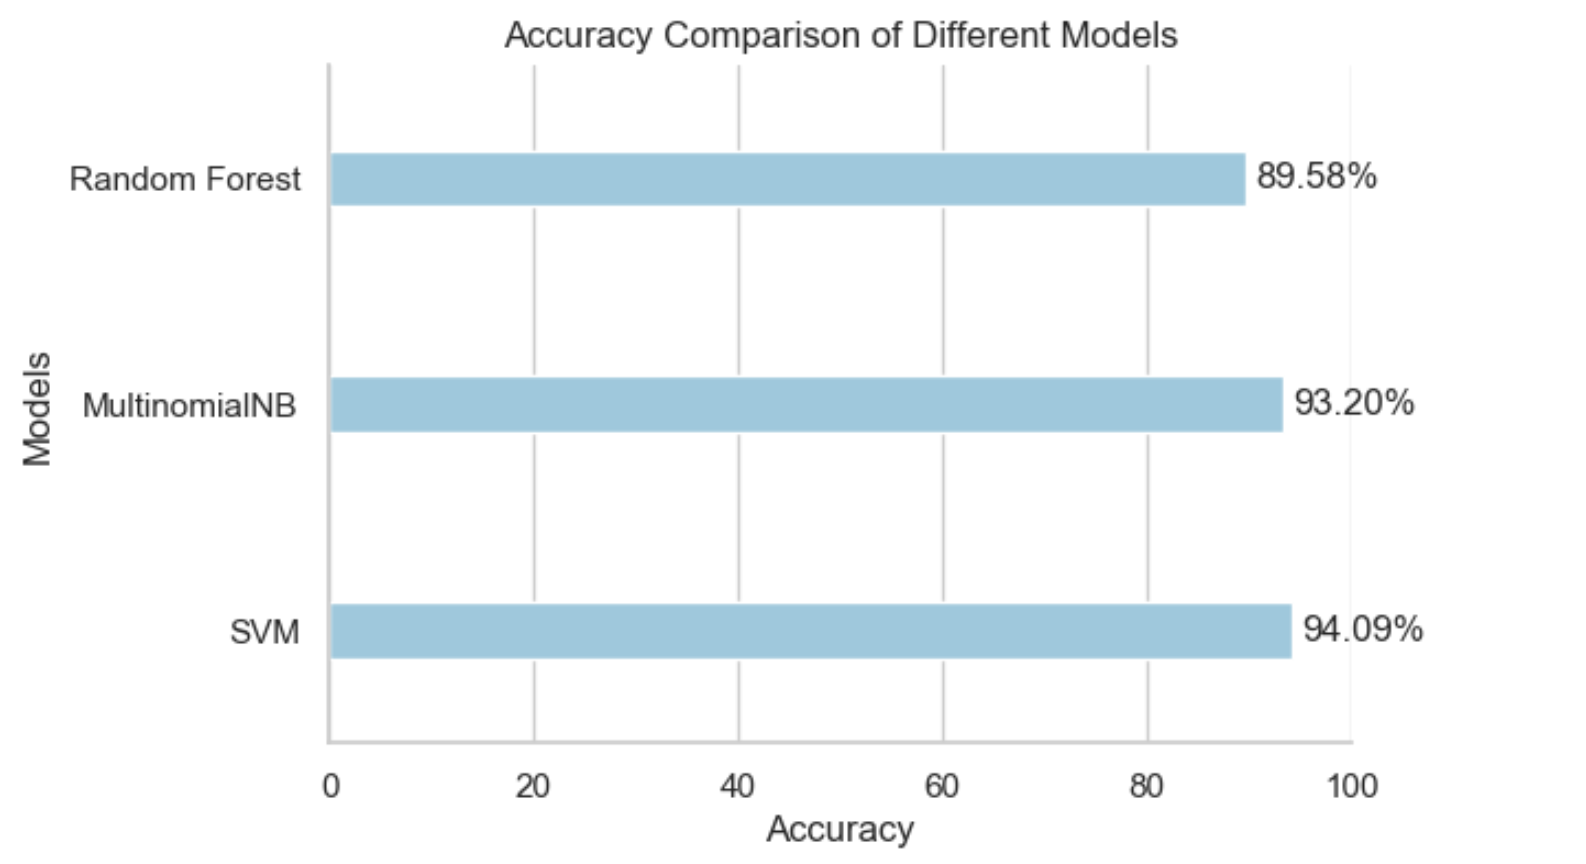 Accuracy Comparison of Different Models
Random Forest
89.58%
Models
MultinomialNB
93.20%
SVM
94.09%
0 20 40 60 80 100
Accuracy